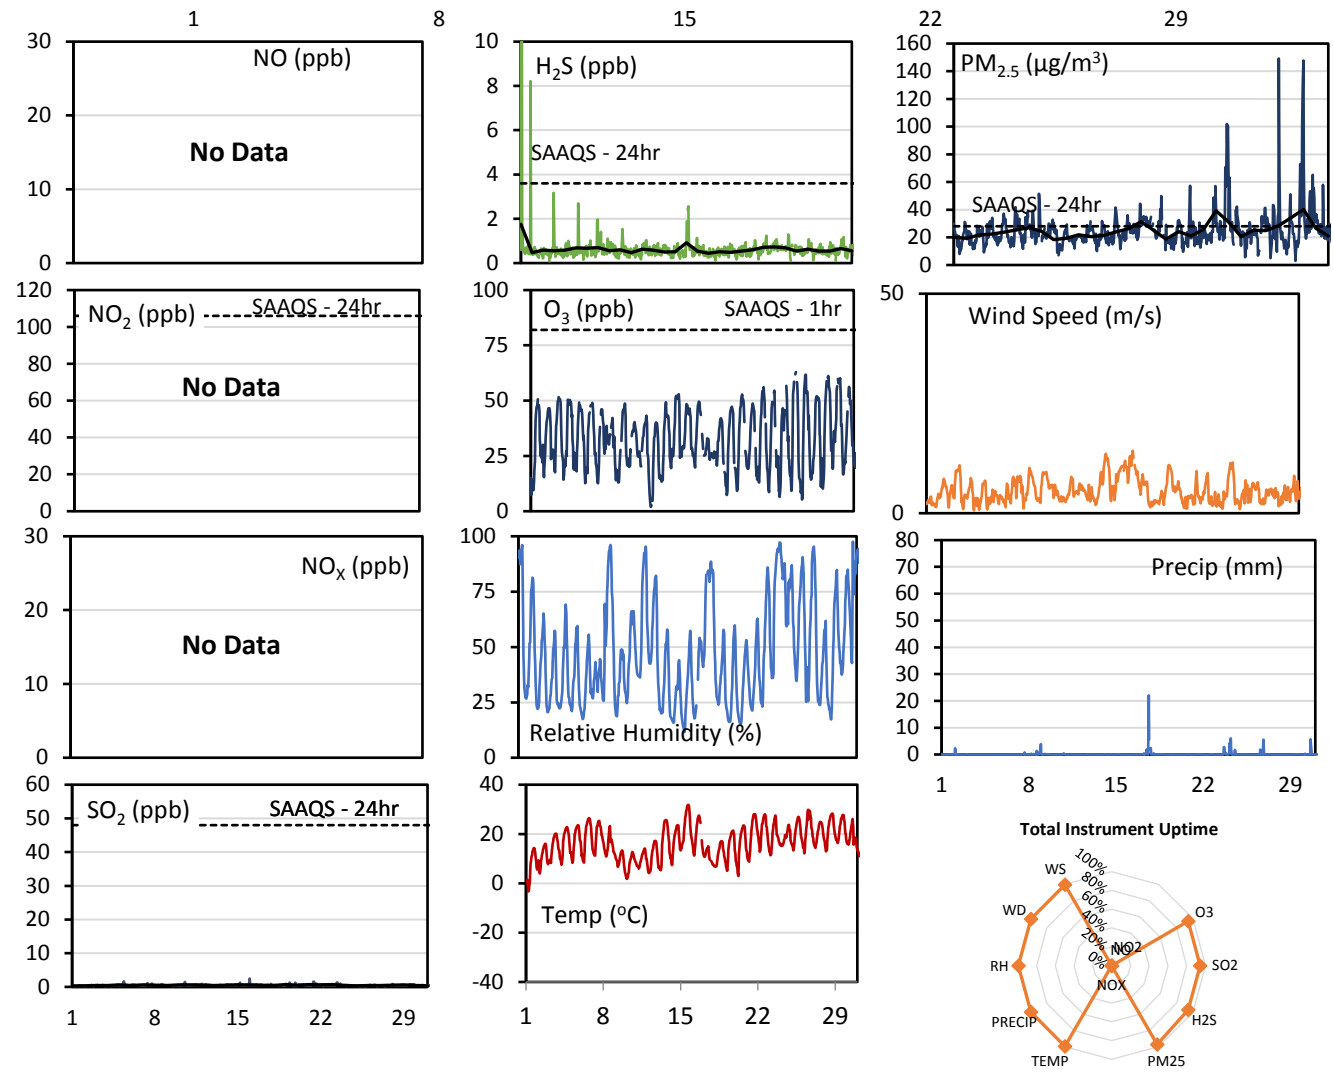 1 8 15 22 29
30 20 10 0
NO (ppb)
No Data
10 8 6 4 2 0
H₂S (ppb)
SAAQS - 24hr
160 140 120 100 80 60 40 20 0
PM₂.₅ (µg/m³)
SAAQS - 24hr
120 100 80 60 40 20 0
NO₂ (ppb)
SAAQS - 24hr
No Data
100 75 50 25 0
O₃ (ppb)
SAAQS - 1hr
50 0
Wind Speed (m/s)
30 20 10 0
NOₓ (ppb)
No Data
100 75 50 25 0
Relative Humidity (%)
80 70 60 50 40 30 20 10 0
Precip (mm)
1 8 15 22 29
60 50 40 30 20 10 0
SO₂ (ppb)
SAAQS - 24hr
1 8 15 22 29
40 20 0 -20 -40
Temp (°C)
1 8 15 22 29
Total Instrument Uptime
100%
80%
60%
40%
20%
0%
NO
NO2
O3
SO2
H2S
PM25
NOX
TEMP
PRECIP
RH
WD
WS